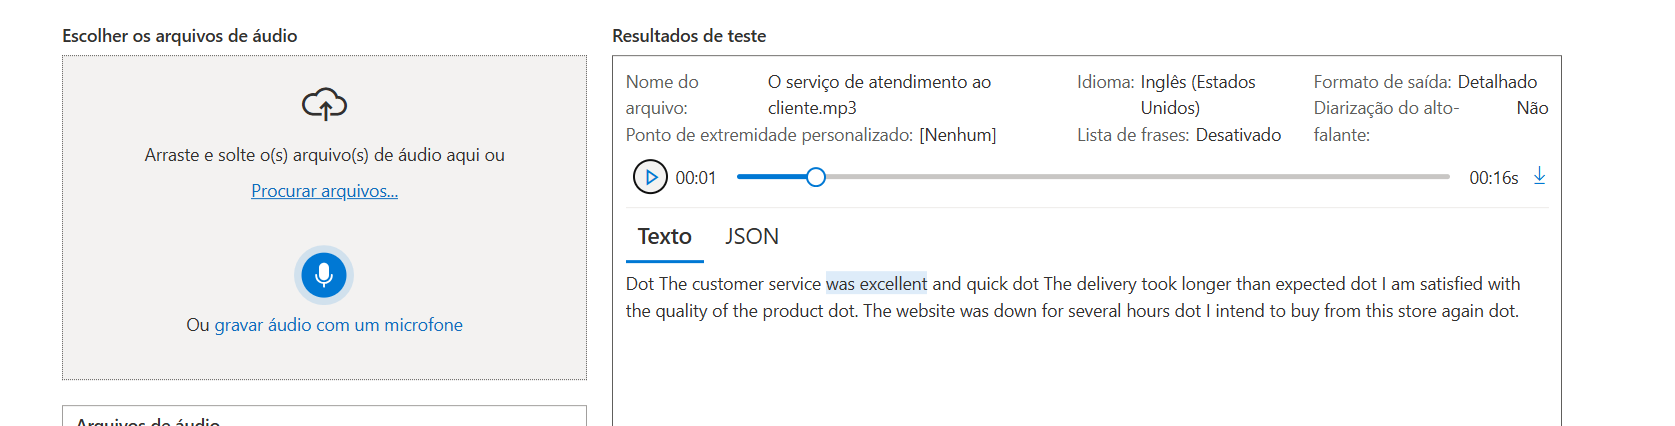 Escolher os arquivos de áudio
Arraste e solte o(s) arquivo(s) de áudio aqui ou
Procurar arquivos...
Ou gravar áudio com um microfone
Arquivos de áudio
Resultados de teste
Nome do arquivo: O serviço de atendimento ao cliente.mp3
Ponto de extremidade personalizado: [Nenhum]
Idioma: Inglês (Estados Unidos)
Lista de frases: Desativado
Formato de saída: Detalhado
Diarização do alto-falante: Não
00:01
00:16s
Texto JSON
Dot The customer service was excellent and quick dot The delivery took longer than expected dot I am satisfied with
the quality of the product dot. The website was down for several hours dot I intend to buy from this store again dot.